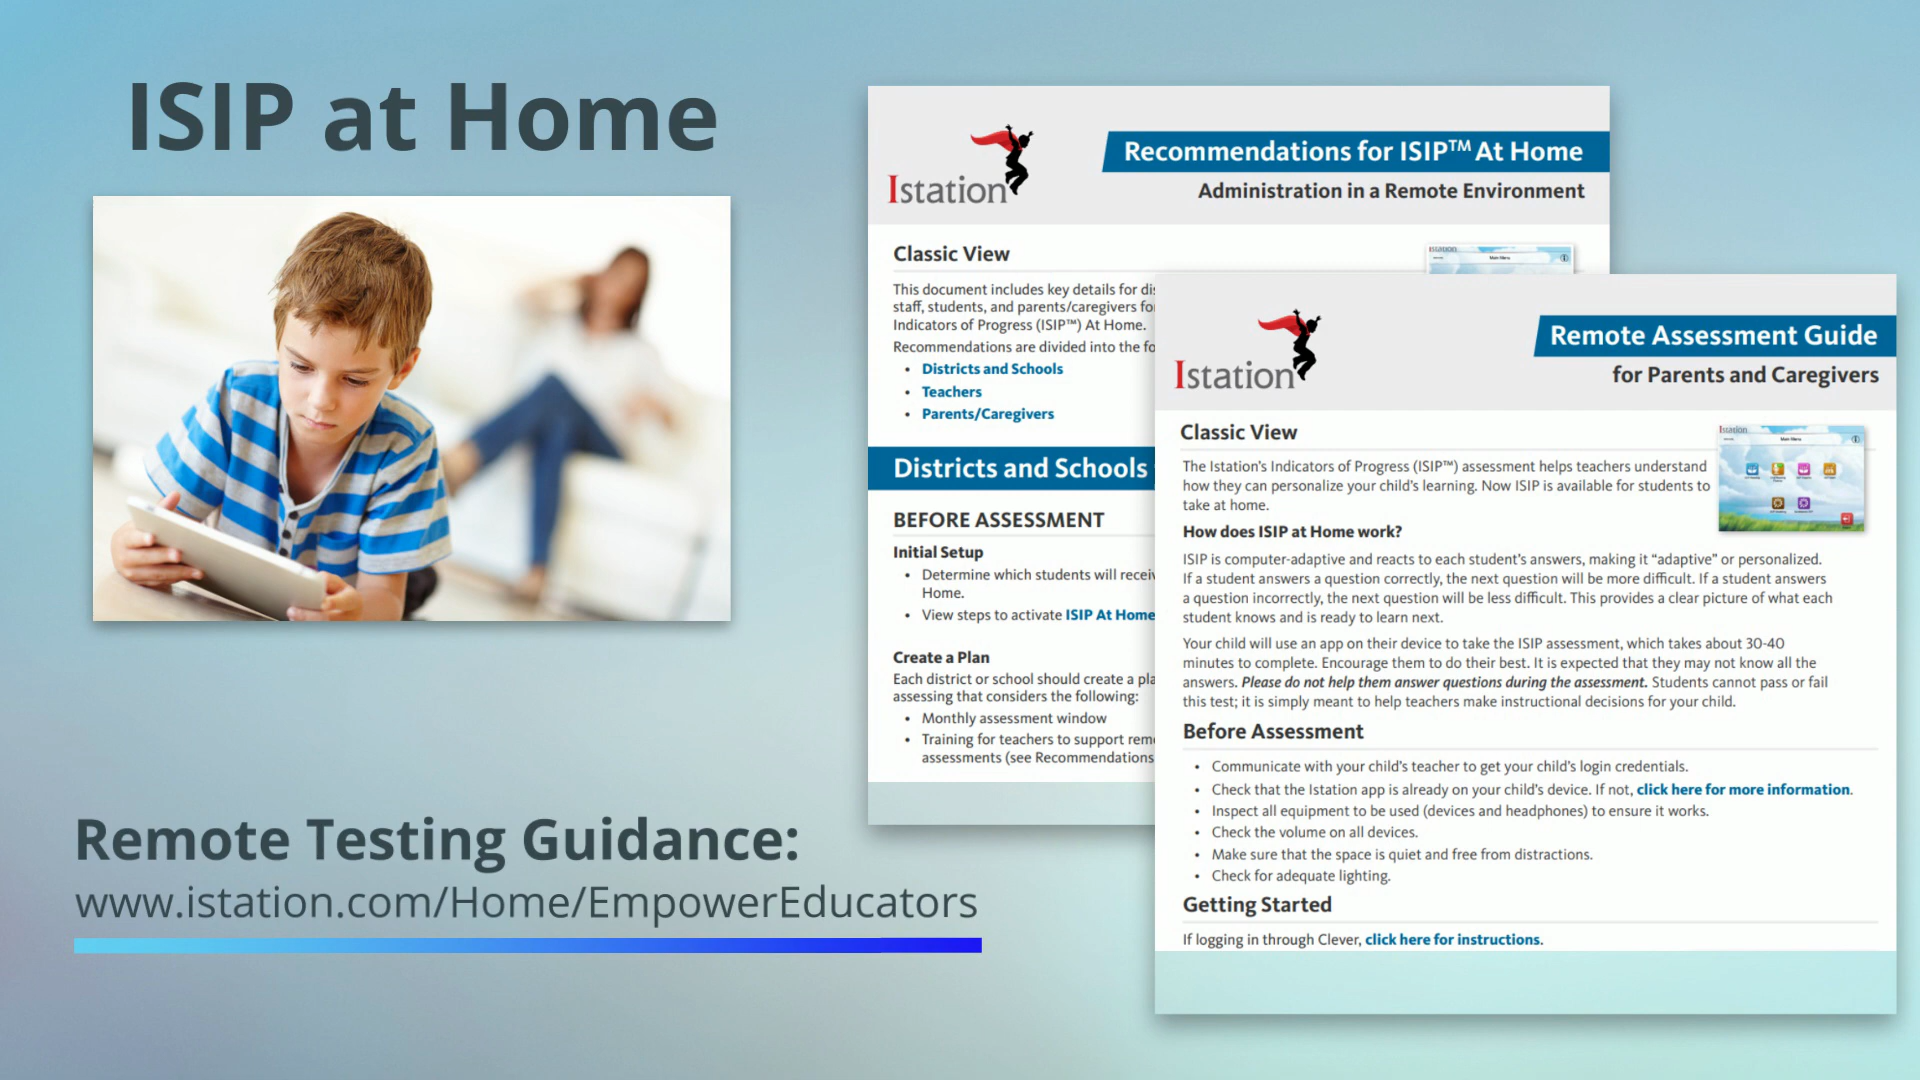 ISIP at Home
Remote Testing Guidance:
www.istation.com/Home/EmpowerEducators
Istation
Recommendations for ISIP™ At Home
Administration in a Remote Environment
Classic View
This document includes key details for
staff, students, and parents/caregivers
Indicators of Progress (ISIP™) At Home.
Recommendations are divided into the
• Districts and Schools
• Teachers
• Parents/Caregivers
Districts and Schools
BEFORE ASSESSMENT
Initial Setup
• Determine which students will
Home.
• View steps to activate ISIP At Home
Create a Plan
Each district or school should create a
assessing that considers the following:
• Monthly assessment window
• Training for teachers to support
assessments (see Recommendations
Istation
Main Menu
Istation
Remote Assessment Guide
for Parents and Caregivers
Classic View
The Istation's Indicators of Progress (ISIP™) assessment helps teachers understand
how they can personalize your child's learning. Now ISIP is available for students to
take at home.
Istation
Main Menu
How does ISIP at Home work?
ISIP is computer-adaptive and reacts to each student's answers, making it “adaptive” or personalized.
If a student answers a question correctly, the next question will be more difficult. If a student answers
a question incorrectly, the next question will be less difficult. This provides a clear picture of what each
student knows and is ready to learn next.
Your child will use an app on their device to take the ISIP assessment, which takes about 30-40
minutes to complete. Encourage them to do their best. It is expected that they may not know all the
answers. Please do not help them answer questions during the assessment. Students cannot pass or fail
this test; it is simply meant to help teachers make instructional decisions for your child.
Before Assessment
• Communicate with your child's teacher to get your child's login credentials.
• Check that the Istation app is already on your child's device. If not, click here for more information.
• Inspect all equipment to be used (devices and headphones) to ensure it works.
• Check the volume on all devices.
• Make sure that the space is quiet and free from distractions.
• Check for adequate lighting.
Getting Started
If logging in through Clever, click here for instructions.